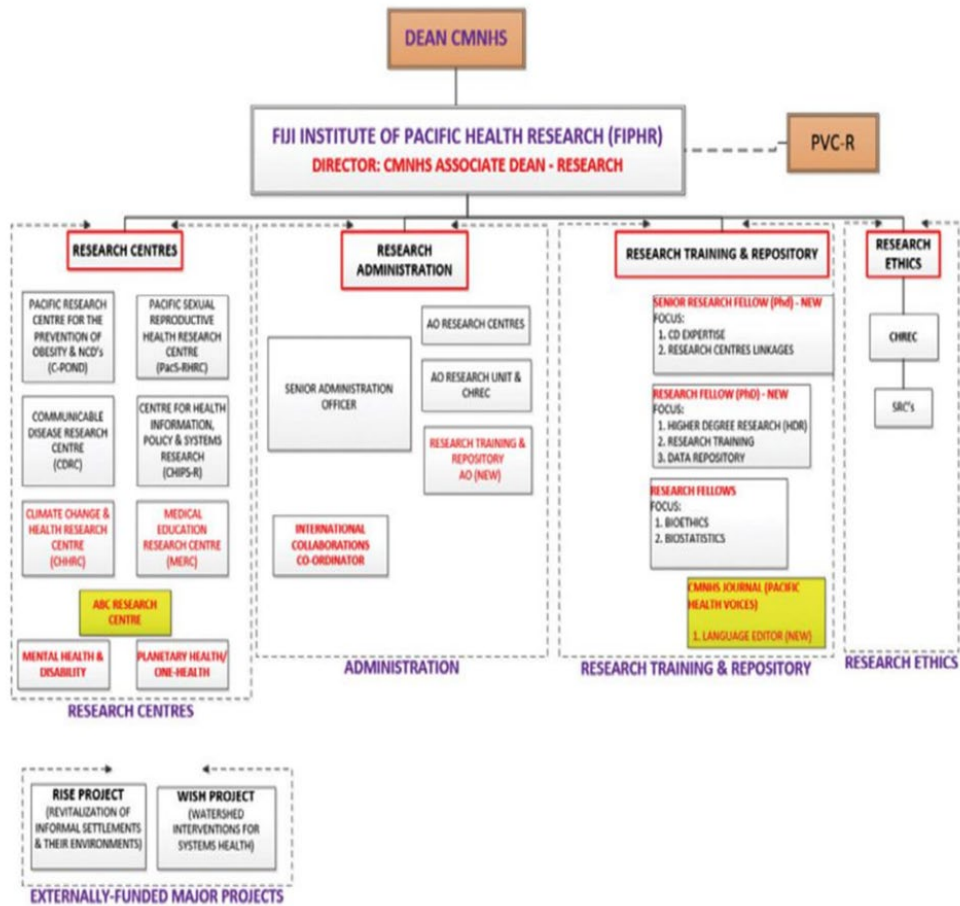 DEAN CMNHS
FIJI INSTITUTE OF PACIFIC HEALTH RESEARCH (FIPHR)
DIRECTOR: CMNHS ASSOCIATE DEAN - RESEARCH
PVC-R
RESEARCH CENTRES
PACIFIC RESEARCH
CENTRE FOR THE
PREVENTION OF
OBESITY & NCD's
(C-POND)
PACIFIC SEXUAL
REPRODUCTIVE
HEALTH RESEARCH
CENTRE
(PacS-RHRC)
COMMUNICABLE
DISEASE RESEARCH
CENTRE
(CDRC)
CENTRE FOR HEALTH
INFORMATION,
POLICY & SYSTEMS
RESEARCH
(CHIPS-R)
CLIMATE CHANGE &
HEALTH RESEARCH
CENTRE
(CHHRC)
MEDICAL
EDUCATION
RESEARCH CENTRE
(MERC)
ABC RESEARCH
CENTRE
MENTAL HEALTH &
DISABILITY
PLANETARY HEALTH/
ONE-HEALTH
RESEARCH CENTRES
RESEARCH
ADMINISTRATION
SENIOR ADMINISTRATION
OFFICER
AO RESEARCH CENTRES
AO RESEARCH UNIT &
CHREC
RESEARCH TRAINING &
REPOSITORY
AO (NEW)
INTERNATIONAL
COLLABORATIONS
CO-ORDINATOR
ADMINISTRATION
RESEARCH TRAINING & REPOSITORY
SENIOR RESEARCH FELLOW (Phd) - NEW
FOCUS:
1. CD EXPERTISE
2. RESEARCH CENTRES LINKAGES
RESEARCH FELLOW (PhD) - NEW
FOCUS:
1. HIGHER DEGREE RESEARCH (HDR)
2. RESEARCH TRAINING
3. DATA REPOSITORY
RESEARCH FELLOWS
FOCUS:
1. BIOETHICS
2. BIOSTATISTICS
CMNHS JOURNAL (PACIFIC
HEALTH VOICES)
1. LANGUAGE EDITOR (NEW)
RESEARCH TRAINING & REPOSITORY
RESEARCH
ETHICS
CHREC
SRC's
RESEARCH ETHICS
RISE PROJECT
(REVITALIZATION OF
INFORMAL SETTLEMENTS
& THEIR ENVIRONMENTS)
WISH PROJECT
(WATERSHED
INTERVENTIONS FOR
SYSTEMS HEALTH)
EXTERNALLY-FUNDED MAJOR PROJECTS